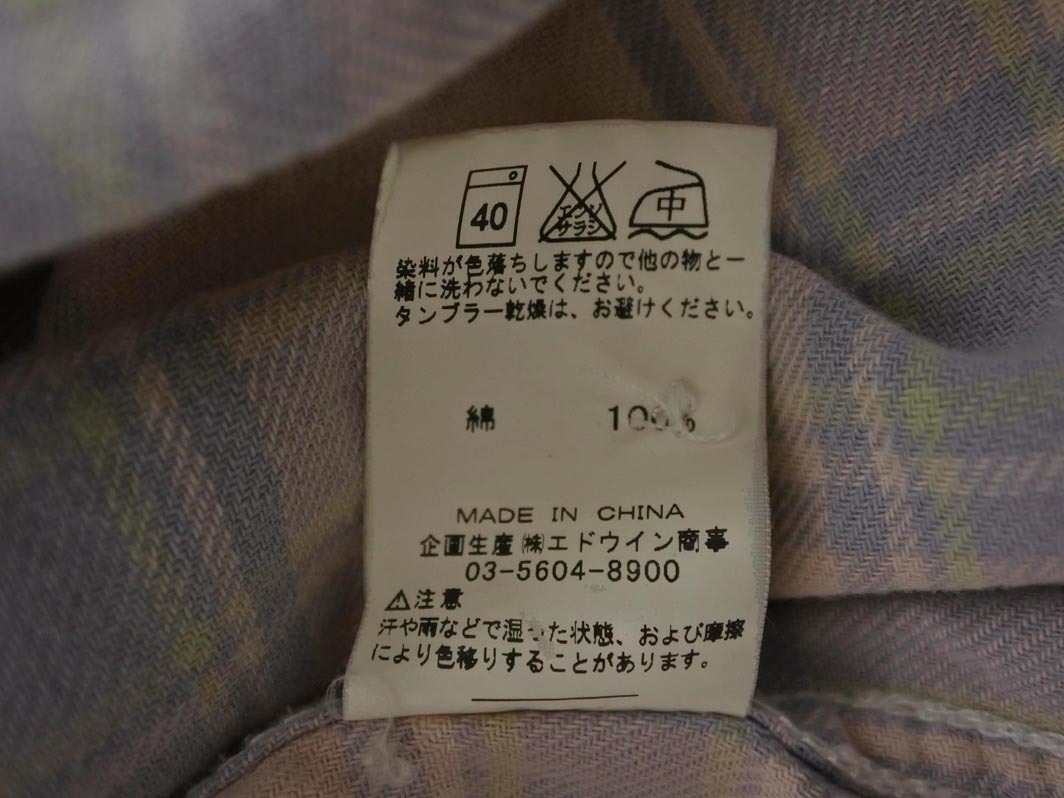 40
エンソ
サラシ
中
染料が色落ちしますので他の物と一
緒に洗わないでください。
タンブラー乾燥は、お避けください。
綿 100%
MADE IN CHINA
企画生産㈱エドウイン商事
03-5604-8900
⚠注意
汗や雨などで湿った状態、および摩擦
により色移りすることがあります。